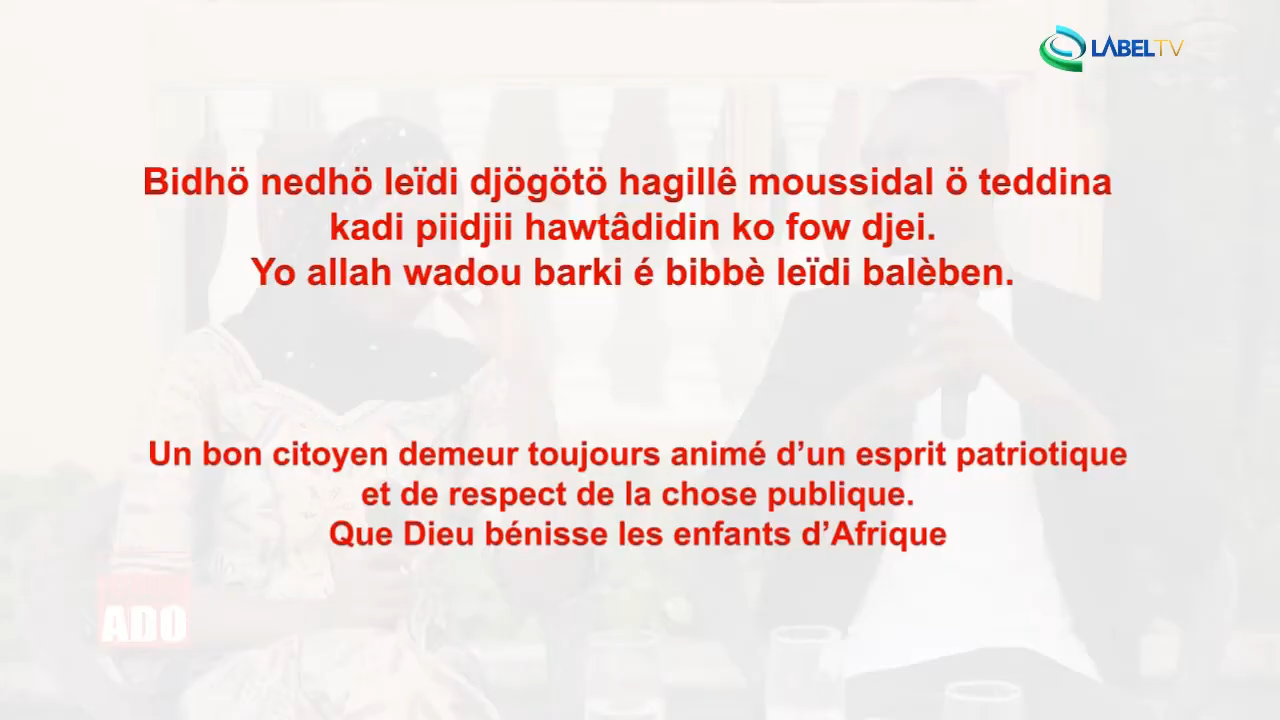 LABEL TV
Bidhö nedhö leïdi djögötö hagillê moussidal ö teddina
kadi piidjii hawtâdidin ko fow djei.
Yo allah wadou barki é bibbè leïdi balèben.
Un bon citoyen demeur toujours animé d’un esprit patriotique
et de respect de la chose publique.
Que Dieu bénisse les enfants d’Afrique
ADO